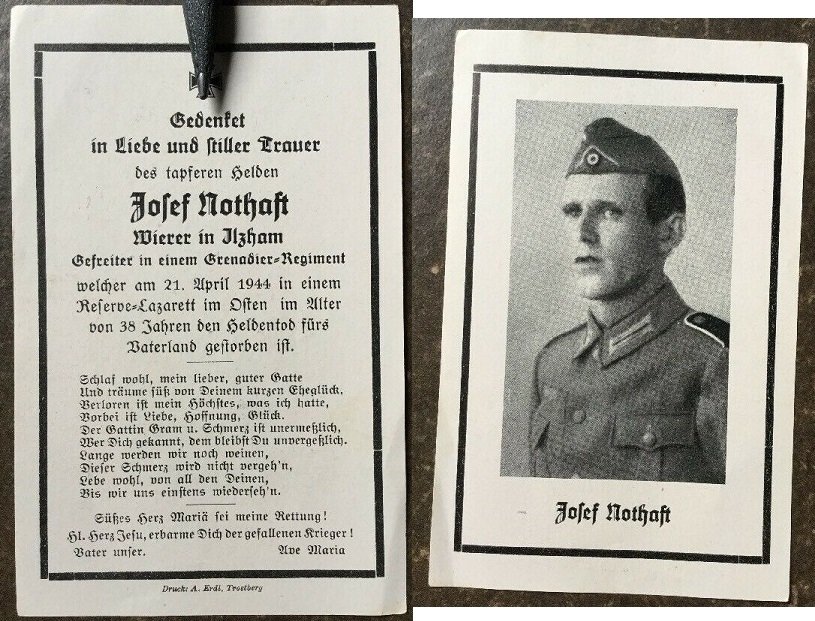 Gedenket
in Liebe und stiller Trauer
des tapferen Helden
Josef Nothaft
Wierer in Ilzham
Gefreiter in einem Grenadier-Regiment
welcher am 21. April 1944 in einem
Reserve-Lazarett im Osten im Alter
von 38 Jahren den Heldentod fürs
Vaterland gestorben ist.
Schlaf wohl, mein lieber, guter Gatte
Und träume süß von Deinem kurzen Eheglück.
Verloren ist mein Höchstes, was ich hatte,
Vorbei ist Liebe, Hoffnung, Glück.
Der Gattin Gram u. Schmerz ist unermeßlich,
Wer Dich gekannt, dem bleibst Du unvergeßlich.
Lange werden wir noch weinen,
Dieser Schmerz wird nicht vergeh'n,
Lebe wohl, von all den Deinen,
Bis wir uns einstens wiederseh'n.
Süßes Herz Mariä sei meine Rettung!
Hl. Herz Jesu, erbarme Dich der gefallenen Krieger!
Vater unser. Ave Maria
Druck: A. Erdl, Trostberg
Josef Nothaft